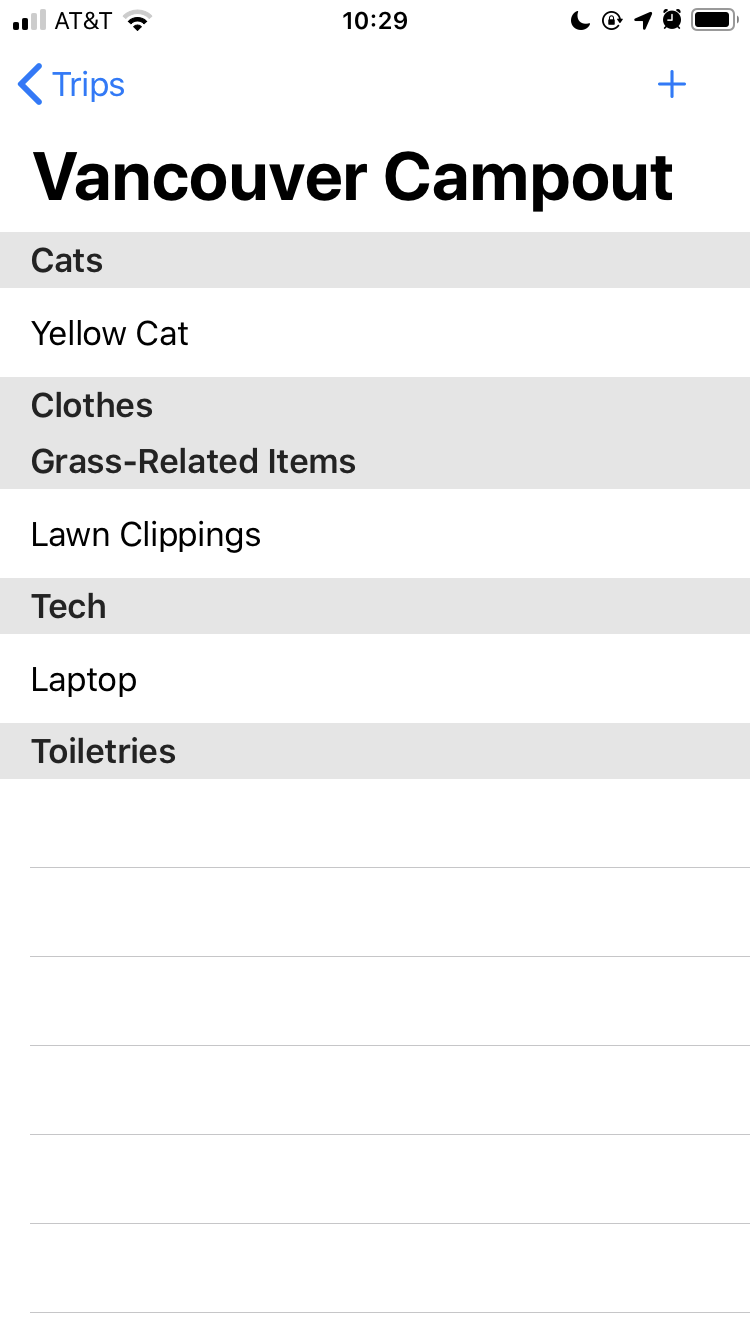 AT&T 10:29
Trips
Vancouver Campout
Cats
Yellow Cat
Clothes
Grass-Related Items
Lawn Clippings
Tech
Laptop
Toiletries